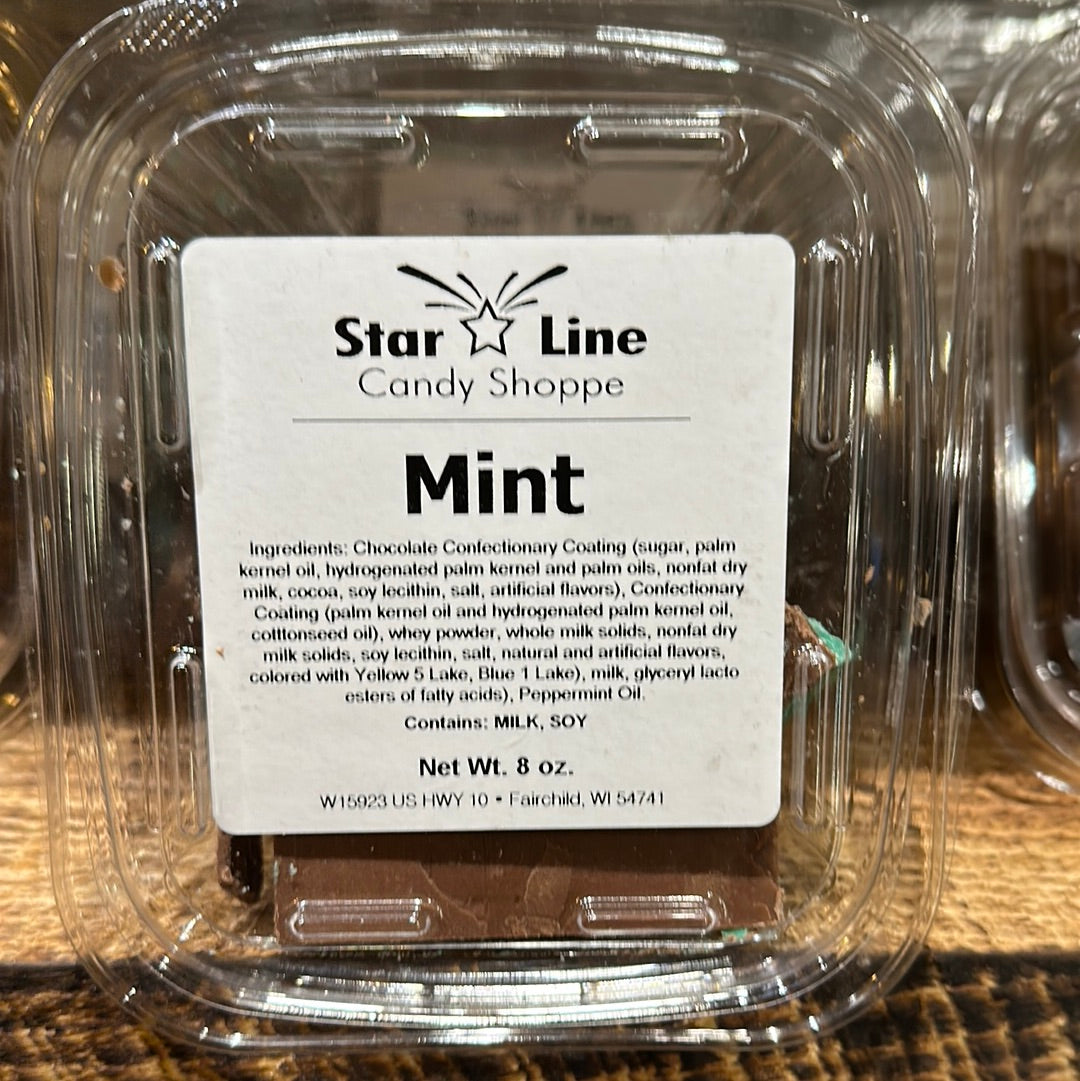 Star Line
Candy Shoppe
Mint
Ingredients: Chocolate Confectionary Coating (sugar, palm
kernel oil, hydrogenated palm kernel and palm oils, nonfat dry
milk, cocoa, soy lecithin, salt, artificial flavors), Confectionary
Coating (palm kernel oil and hydrogenated palm kernel oil,
cotttonseed oil), whey powder, whole milk solids, nonfat dry
milk solids, soy lecithin, salt, natural and artificial flavors,
colored with Yellow 5 Lake, Blue 1 Lake), milk, glyceryl lacto
esters of fatty acids), Peppermint Oil.
Contains: MILK, SOY
Net Wt. 8 oz.
W15923 US HWY 10 • Fairchild, WI 54741